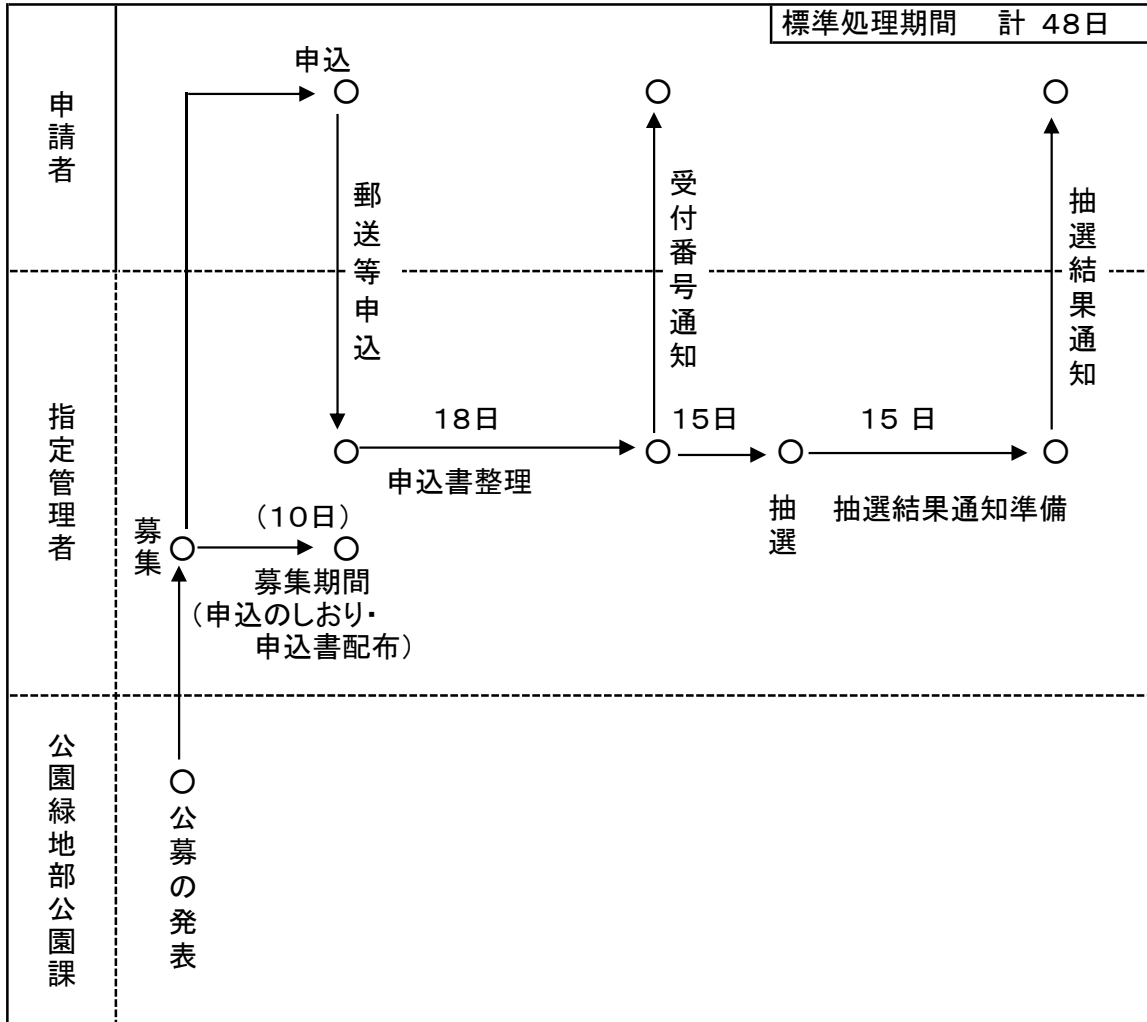 標準処理期間 計 48日
申請者
申込
郵送等申込
受付番号通知
抽選結果通知
指定管理者
18日
申込書整理
15日
抽選
15 日
抽選結果通知準備
募集
(10日)
募集期間
(申込のしおり・
申込書配布)
公園緑地部公園課
公募の発表